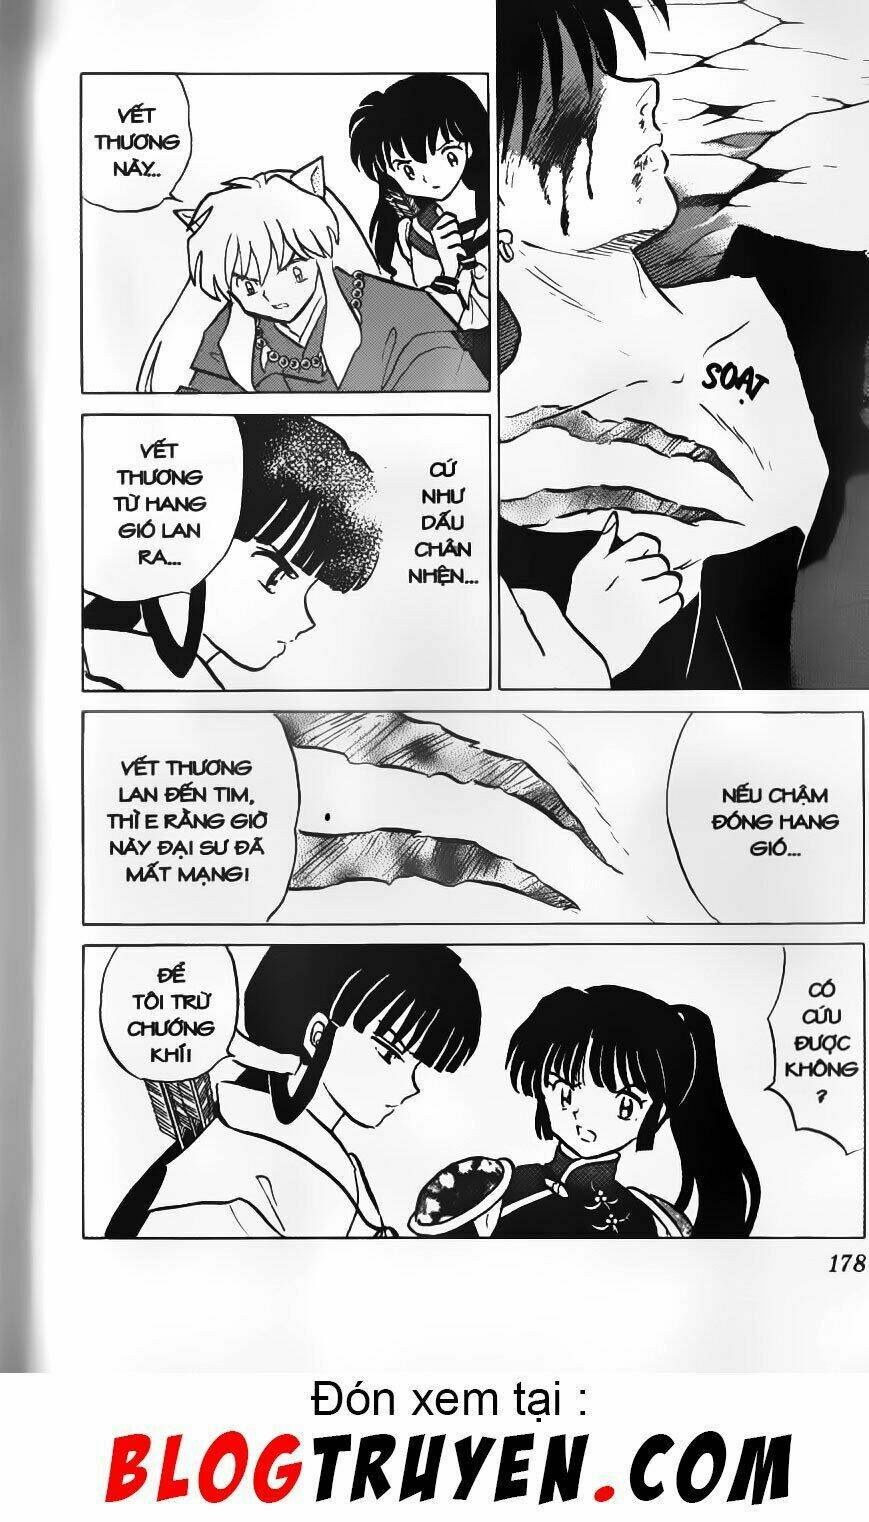 SOẠT
VẾT
THƯƠNG
NÀY...
CỨ
NHƯ
DẤU
CHÂN
NHỆN...
VẾT
THƯƠNG
TỪ HANG
GIÓ LAN
RA...
NẾU CHẬM
ĐÓNG HANG
GIÓ...
VẾT THƯƠNG
LAN ĐẾN TIM,
THÌ E RẰNG GIỜ
NÀY ĐẠI SƯ ĐÃ
MẤT MẠNG!
CÓ
CỨU
ĐƯỢC
KHÔNG
?
ĐỂ
TÔI TRỪ
CHƯỚNG
KHÍ!
178
Đón xem tại :
BLOGTRUYEN.COM